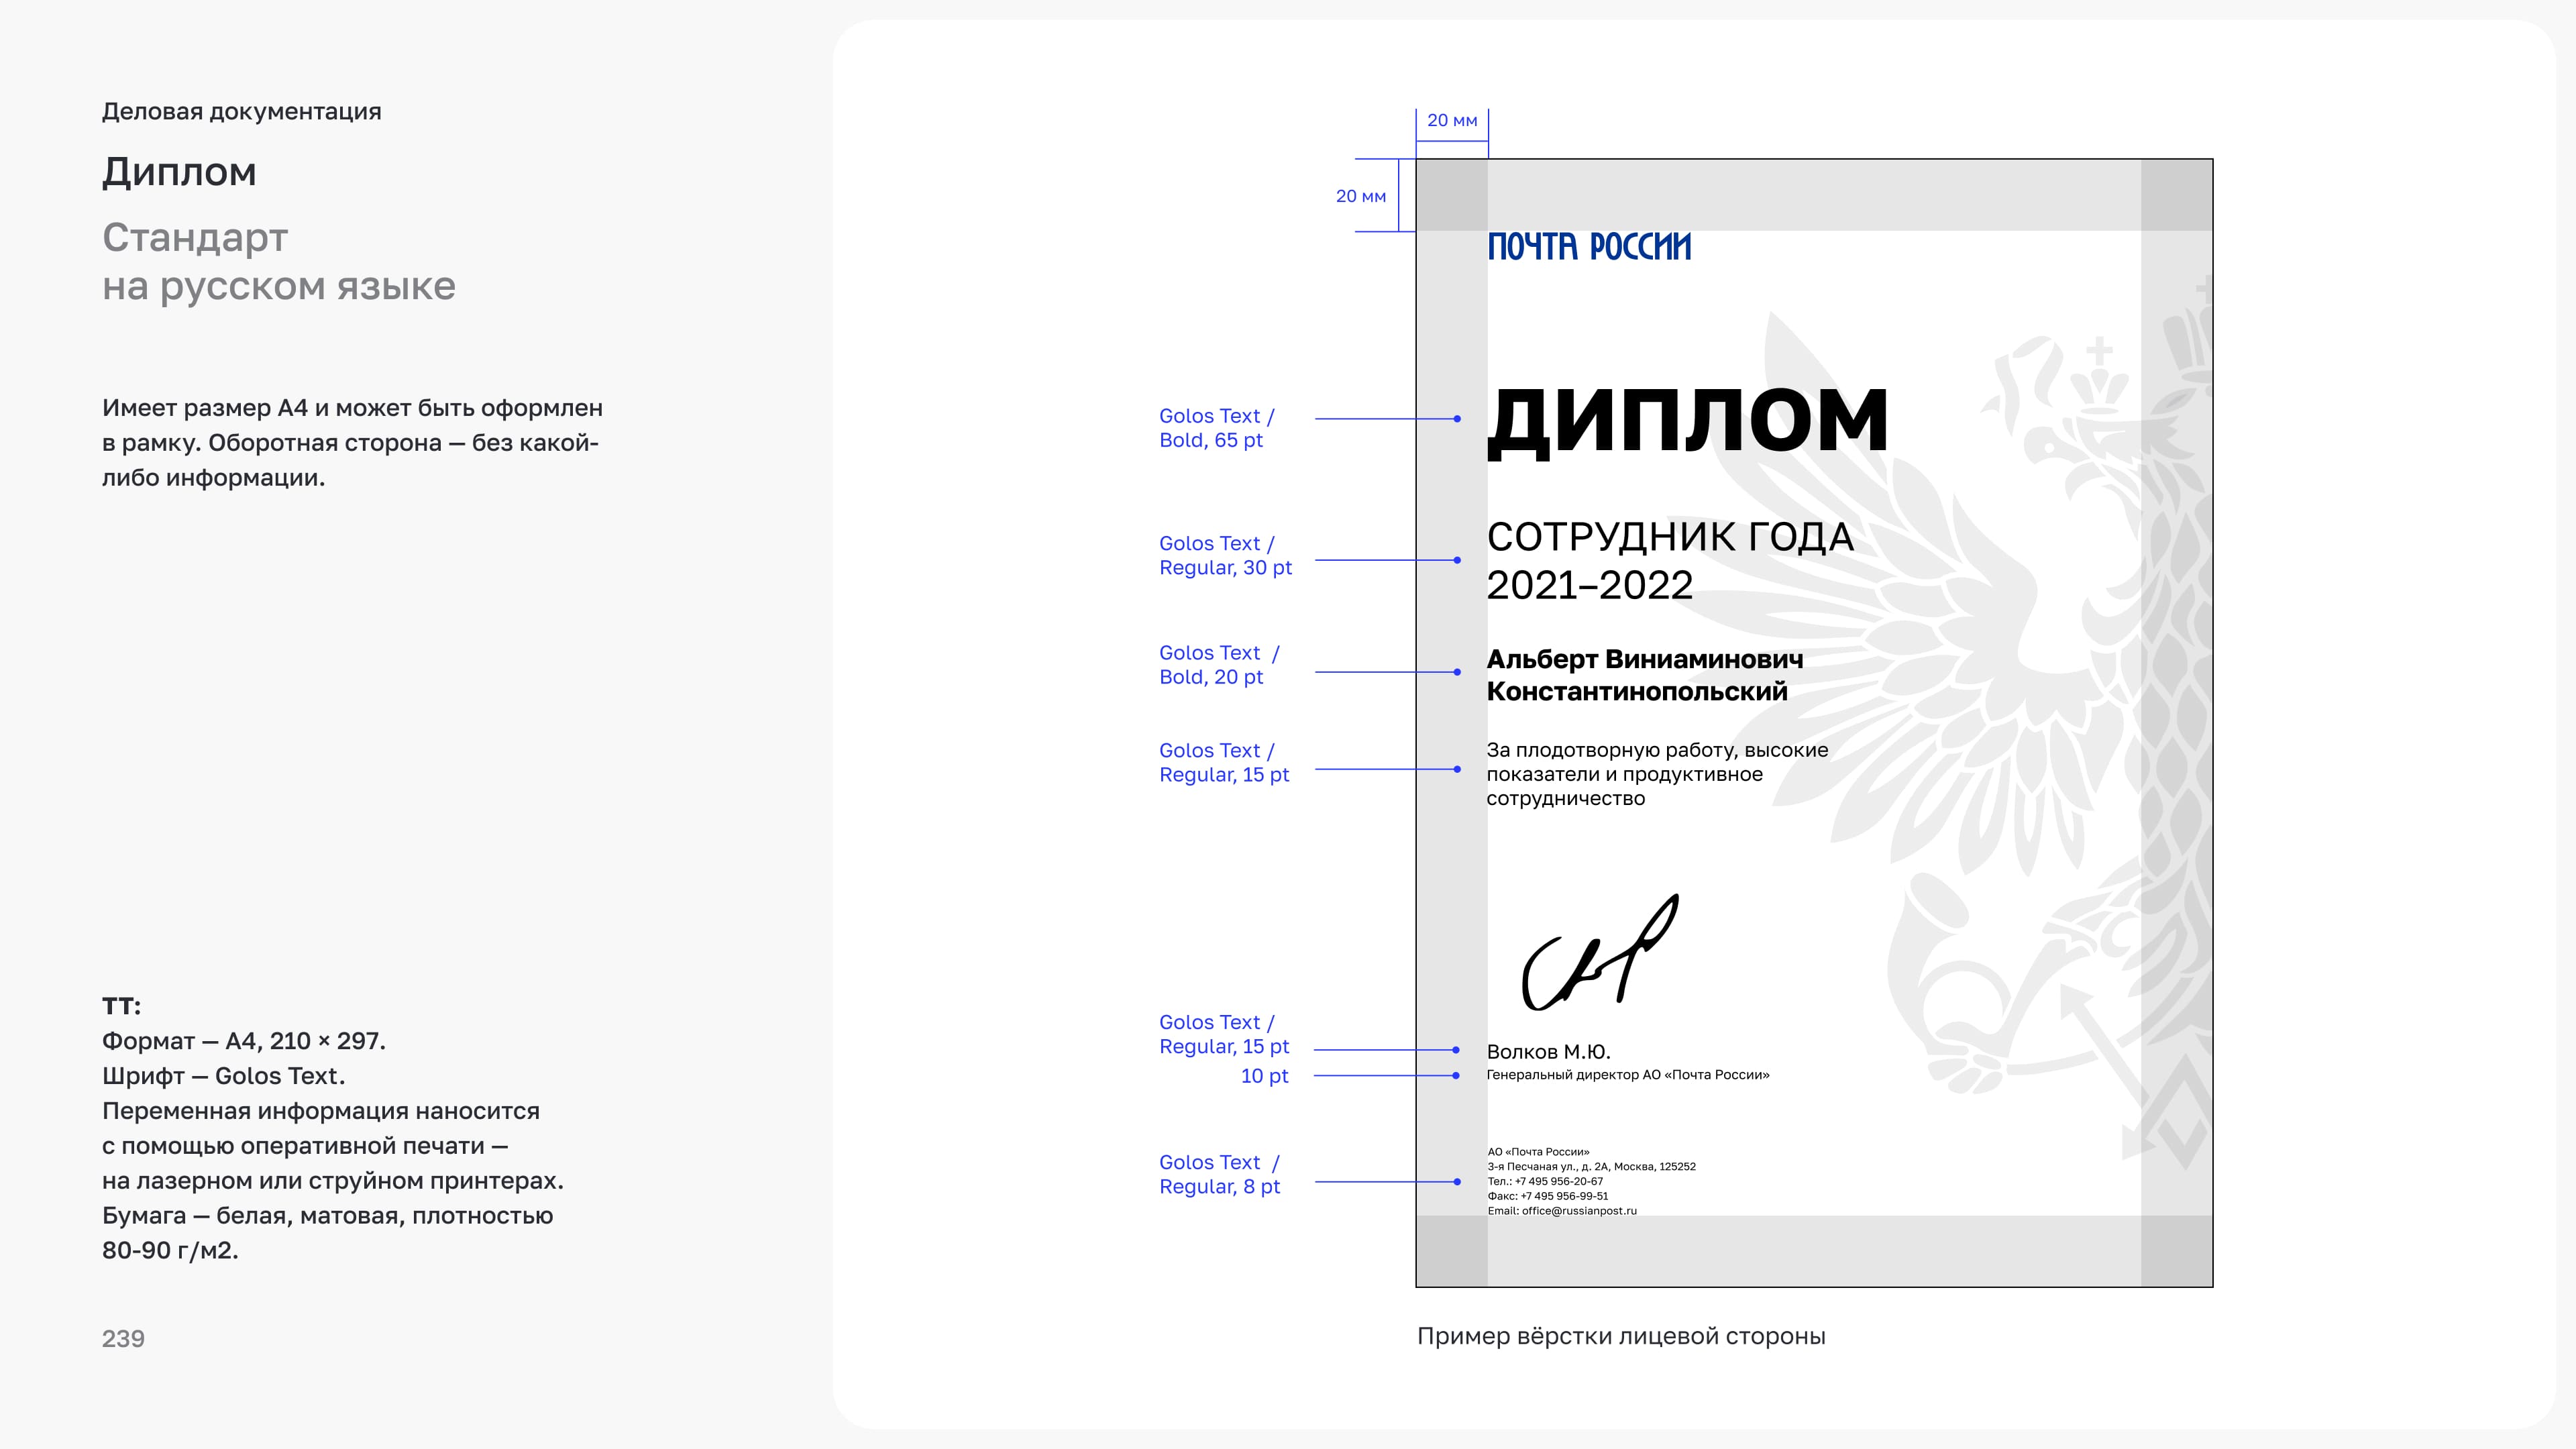 Деловая документация
Диплом
Стандарт
на русском языке
Имеет размер А4 и может быть оформлен
в рамку. Оборотная сторона — без какой-
либо информации.
ТТ:
Формат — А4, 210 × 297.
Шрифт — Golos Text.
Переменная информация наносится
с помощью оперативной печати —
на лазерном или струйном принтерах.
Бумага — белая, матовая, плотностью
80-90 г/м2.
239
20 мм
20 мм
Golos Text /
Bold, 65 pt
Golos Text /
Regular, 30 pt
Golos Text /
Bold, 20 pt
Golos Text /
Regular, 15 pt
Golos Text /
Regular, 15 pt
10 pt
Golos Text /
Regular, 8 pt
ПОЧТА РОССИИ
ДИПЛОМ
СОТРУДНИК ГОДА
2021–2022
Альберт Виниаминович
Константинопольский
За плодотворную работу, высокие
показатели и продуктивное
сотрудничество
Волков М.Ю.
Генеральный директор АО «Почта России»
АО «Почта России»
3-я Песчаная ул., д. 2А, Москва, 125252
Тел.: +7 495 956-20-67
Факс: +7 495 956-99-51
Email: office@russianpost.ru
Пример вёрстки лицевой стороны